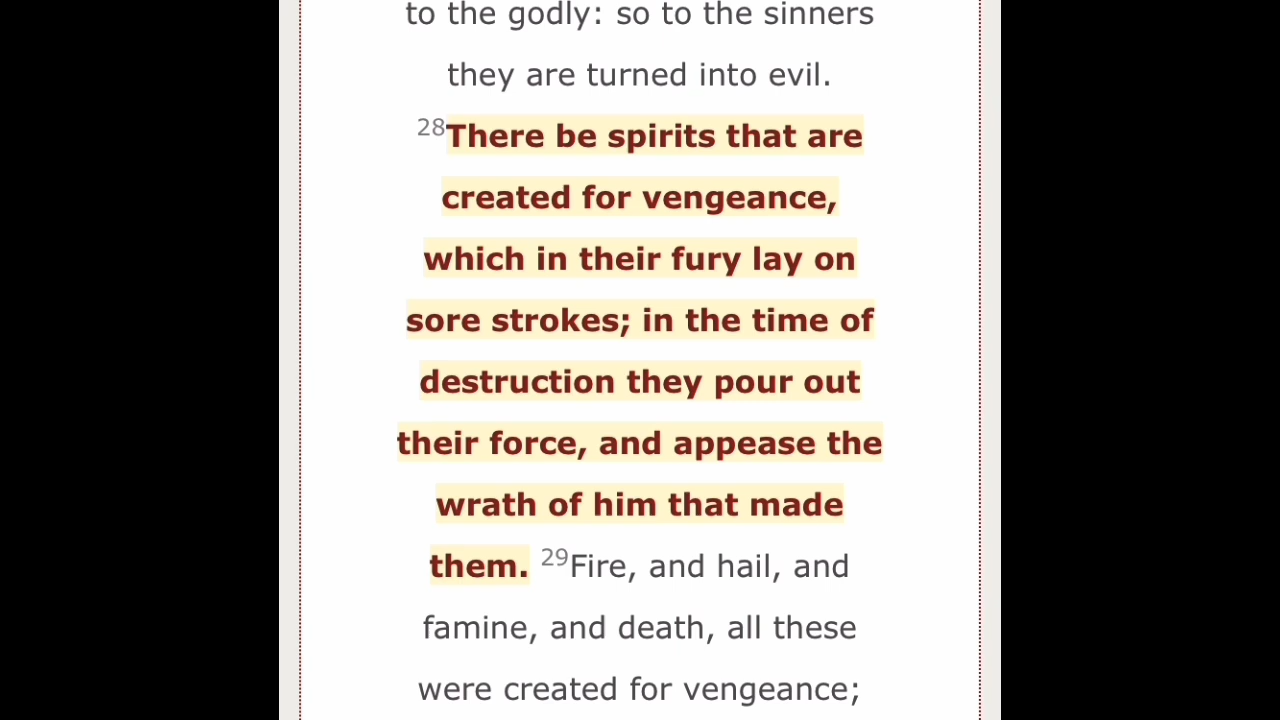 to the godly: so to the sinners
they are turned into evil.
28There be spirits that are
created for vengeance,
which in their fury lay on
sore strokes; in the time of
destruction they pour out
their force, and appease the
wrath of him that made
them. 29Fire, and hail, and
famine, and death, all these
were created for vengeance;